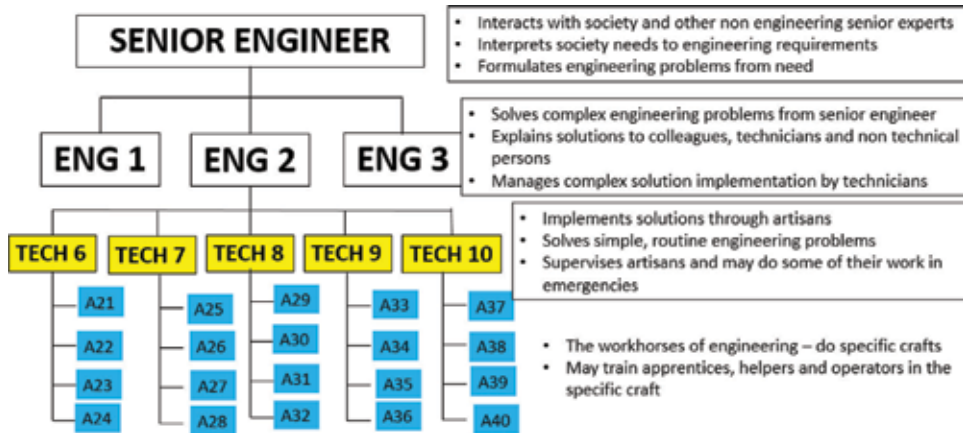 SENIOR ENGINEER
• Interacts with society and other non engineering senior experts
• Interprets society needs to engineering requirements
• Formulates engineering problems from need
ENG 1
ENG 2
ENG 3
• Solves complex engineering problems from senior engineer
• Explains solutions to colleagues, technicians and non technical
persons
• Manages complex solution implementation by technicians
TECH 6
TECH 7
TECH 8
TECH 9
TECH 10
• Implements solutions through artisans
• Solves simple, routine engineering problems
• Supervises artisans and may do some of their work in
emergencies
A21
A22
A23
A24
A25
A26
A27
A28
A29
A30
A31
A32
A33
A34
A35
A36
A37
A38
A39
A40
• The workhorses of engineering – do specific crafts
• May train apprentices, helpers and operators in the
specific craft